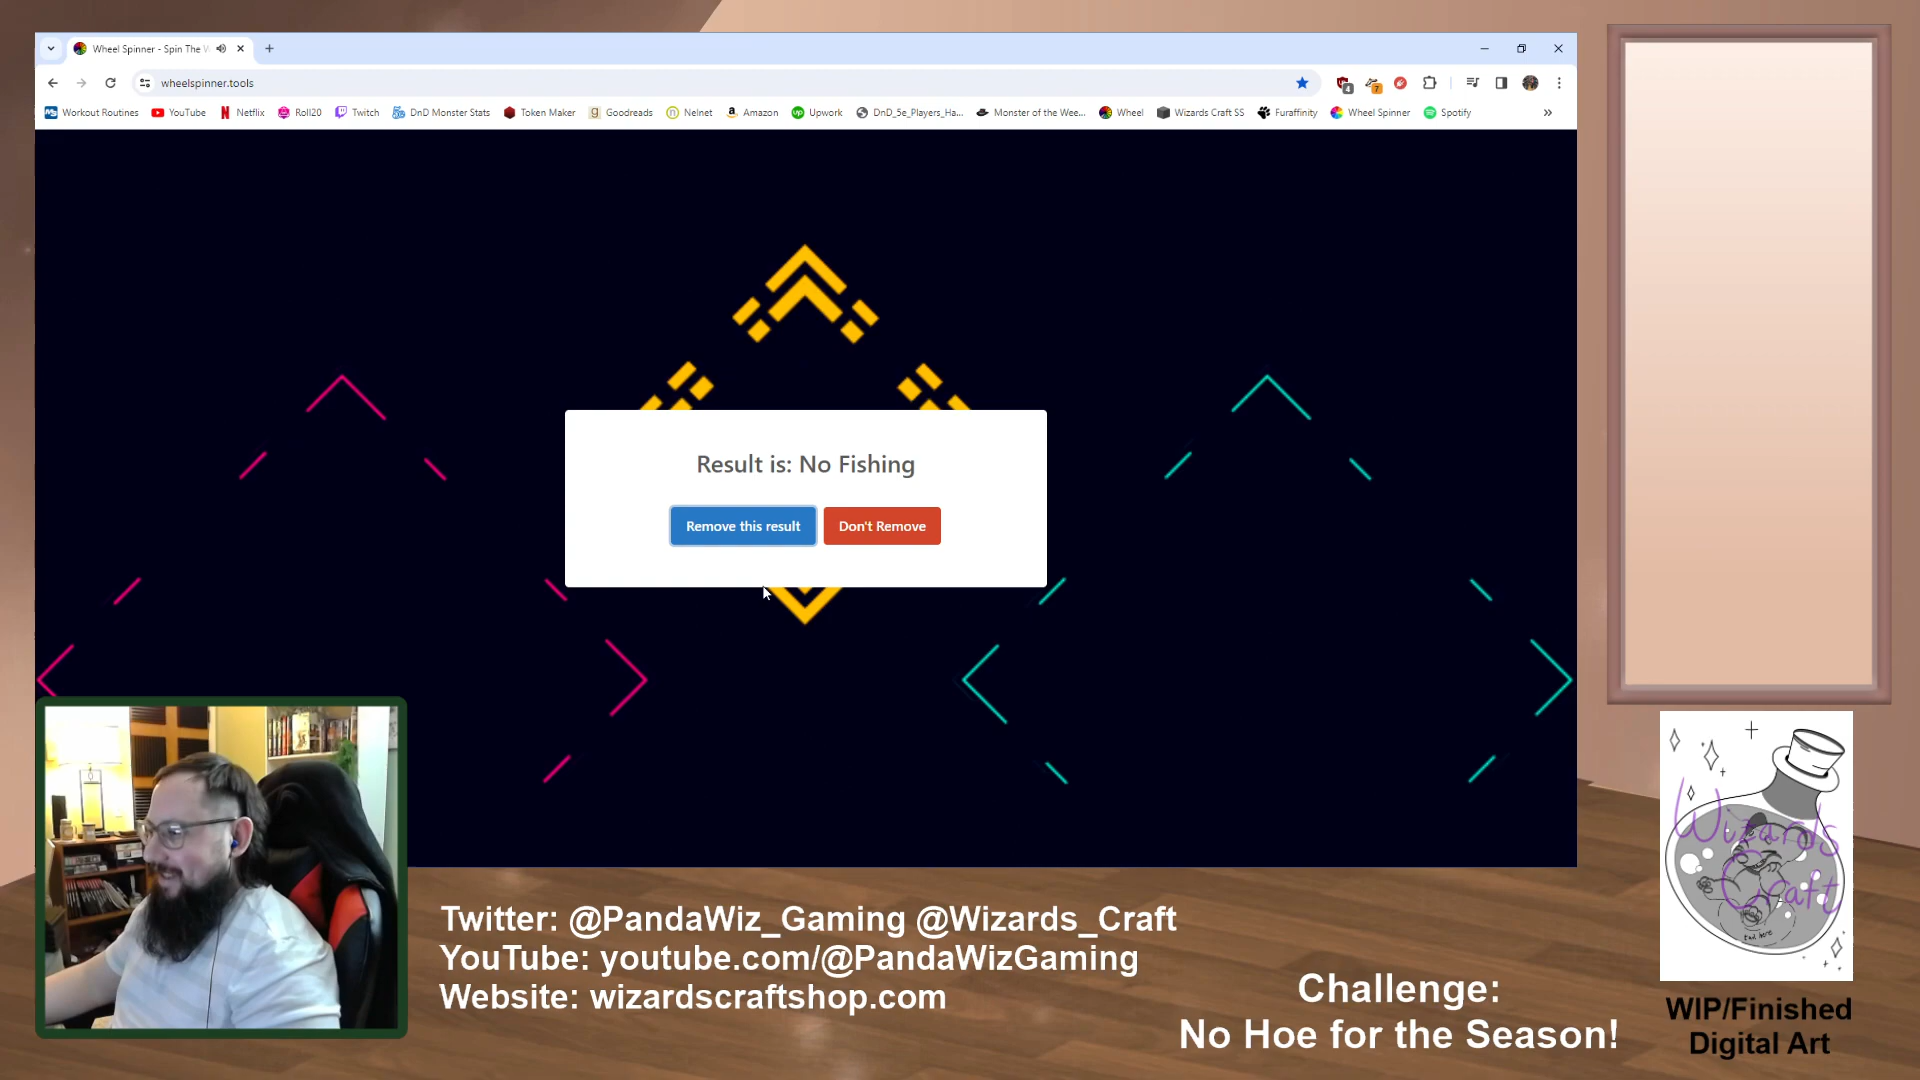 Wheel Spinner - Spin The W
wheelspinner.tools
4
7
Workout Routines
YouTube
Netflix
Roll20
Twitch
DnD Monster Stats
Token Maker
Goodreads
Nelnet
Amazon
Upwork
DnD_5e_Players_Ha...
Monster of the Wee...
Wheel
Wizards Craft SS
Furaffinity
Wheel Spinner
Spotify
Result is: No Fishing
Remove this result
Don't Remove
Wizards
Craft
Twitter: @PandaWiz_Gaming @Wizards_Craft
YouTube: youtube.com/@PandaWizGaming
Website: wizardscraftshop.com
Challenge:
No Hoe for the Season!
WIP/Finished
Digital Art